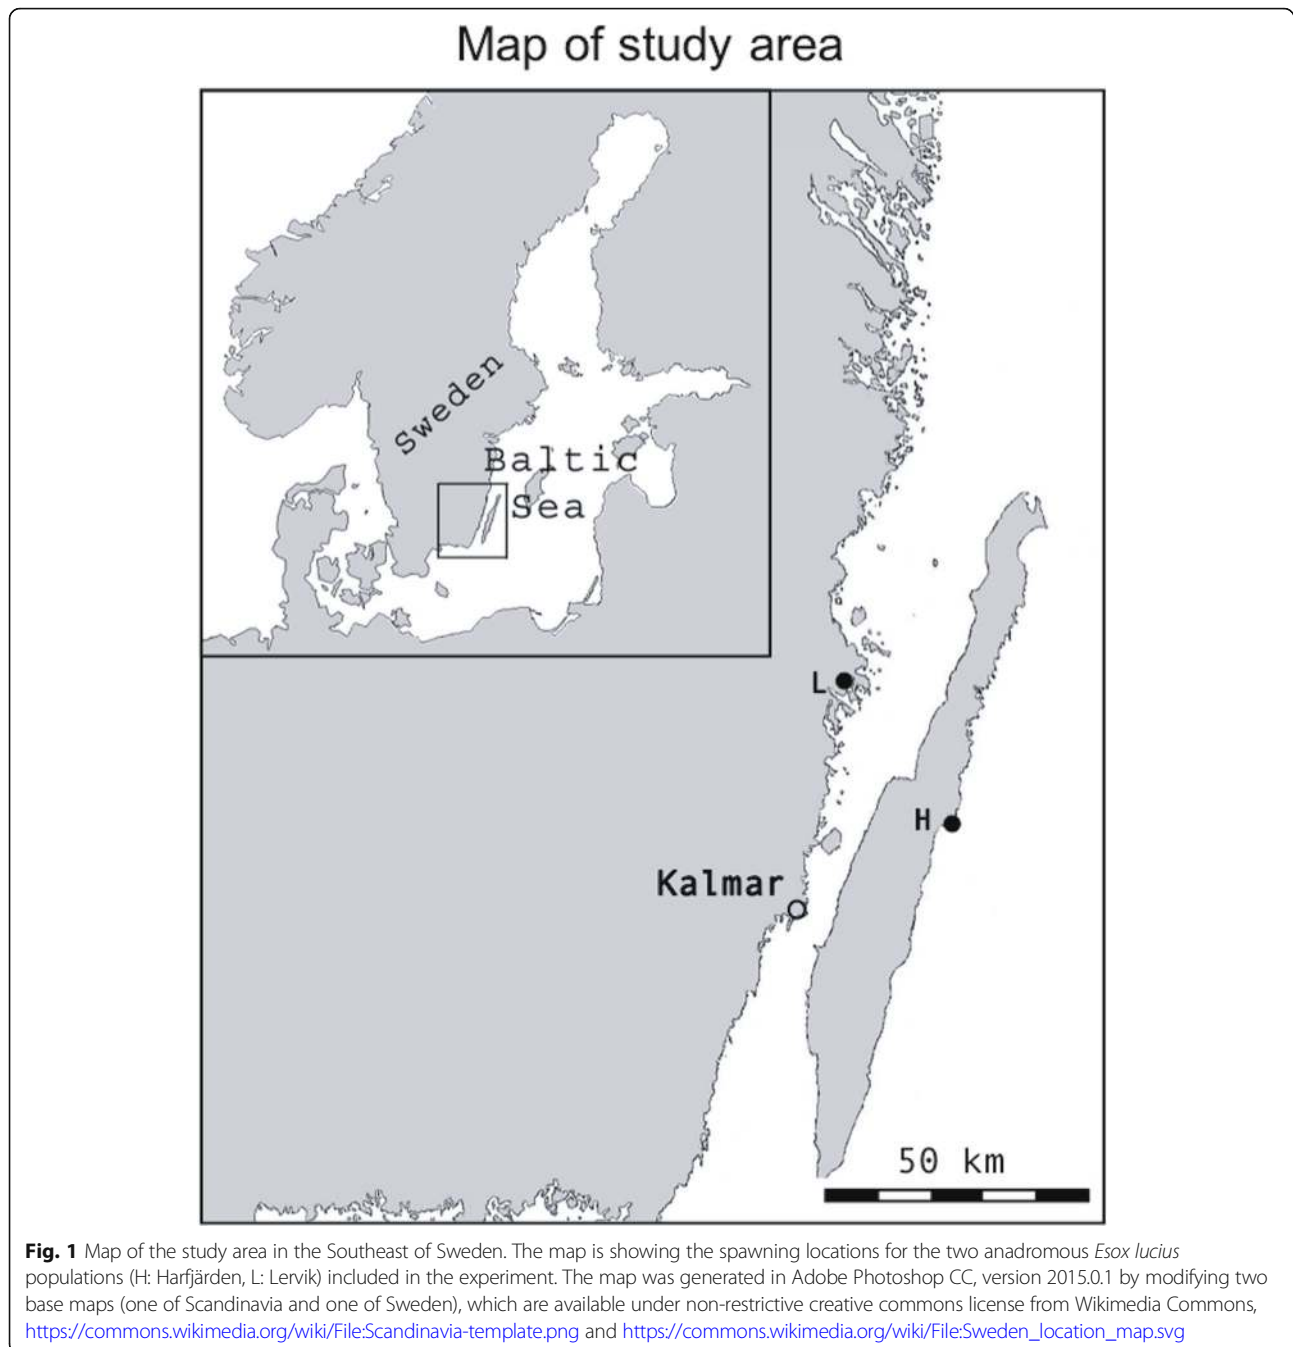 Map of study area
Sweden
Baltic
Sea
L
H
Kalmar
50 km
Fig. 1 Map of the study area in the Southeast of Sweden. The map is showing the spawning locations for the two anadromous Esox lucius
populations (H: Harfjärden, L: Lervik) included in the experiment. The map was generated in Adobe Photoshop CC, version 2015.0.1 by modifying two
base maps (one of Scandinavia and one of Sweden), which are available under non-restrictive creative commons license from Wikimedia Commons,
https://commons.wikimedia.org/wiki/File:Scandinavia-template.png and https://commons.wikimedia.org/wiki/File:Sweden_location_map.svg